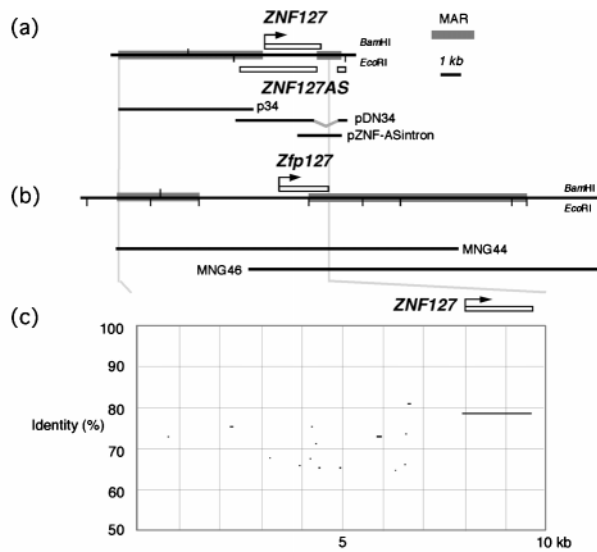 (a)
ZNF127
MAR
BamHI
EcoRI
1 kb
ZNF127AS
p34
pDN34
pZNF-ASintron
Zfp127
(b)
BamHI
EcoRI
MNG44
MNG46
ZNF127
(c)
100
90
80
Identity (%)
70
60
50
5
10 kb